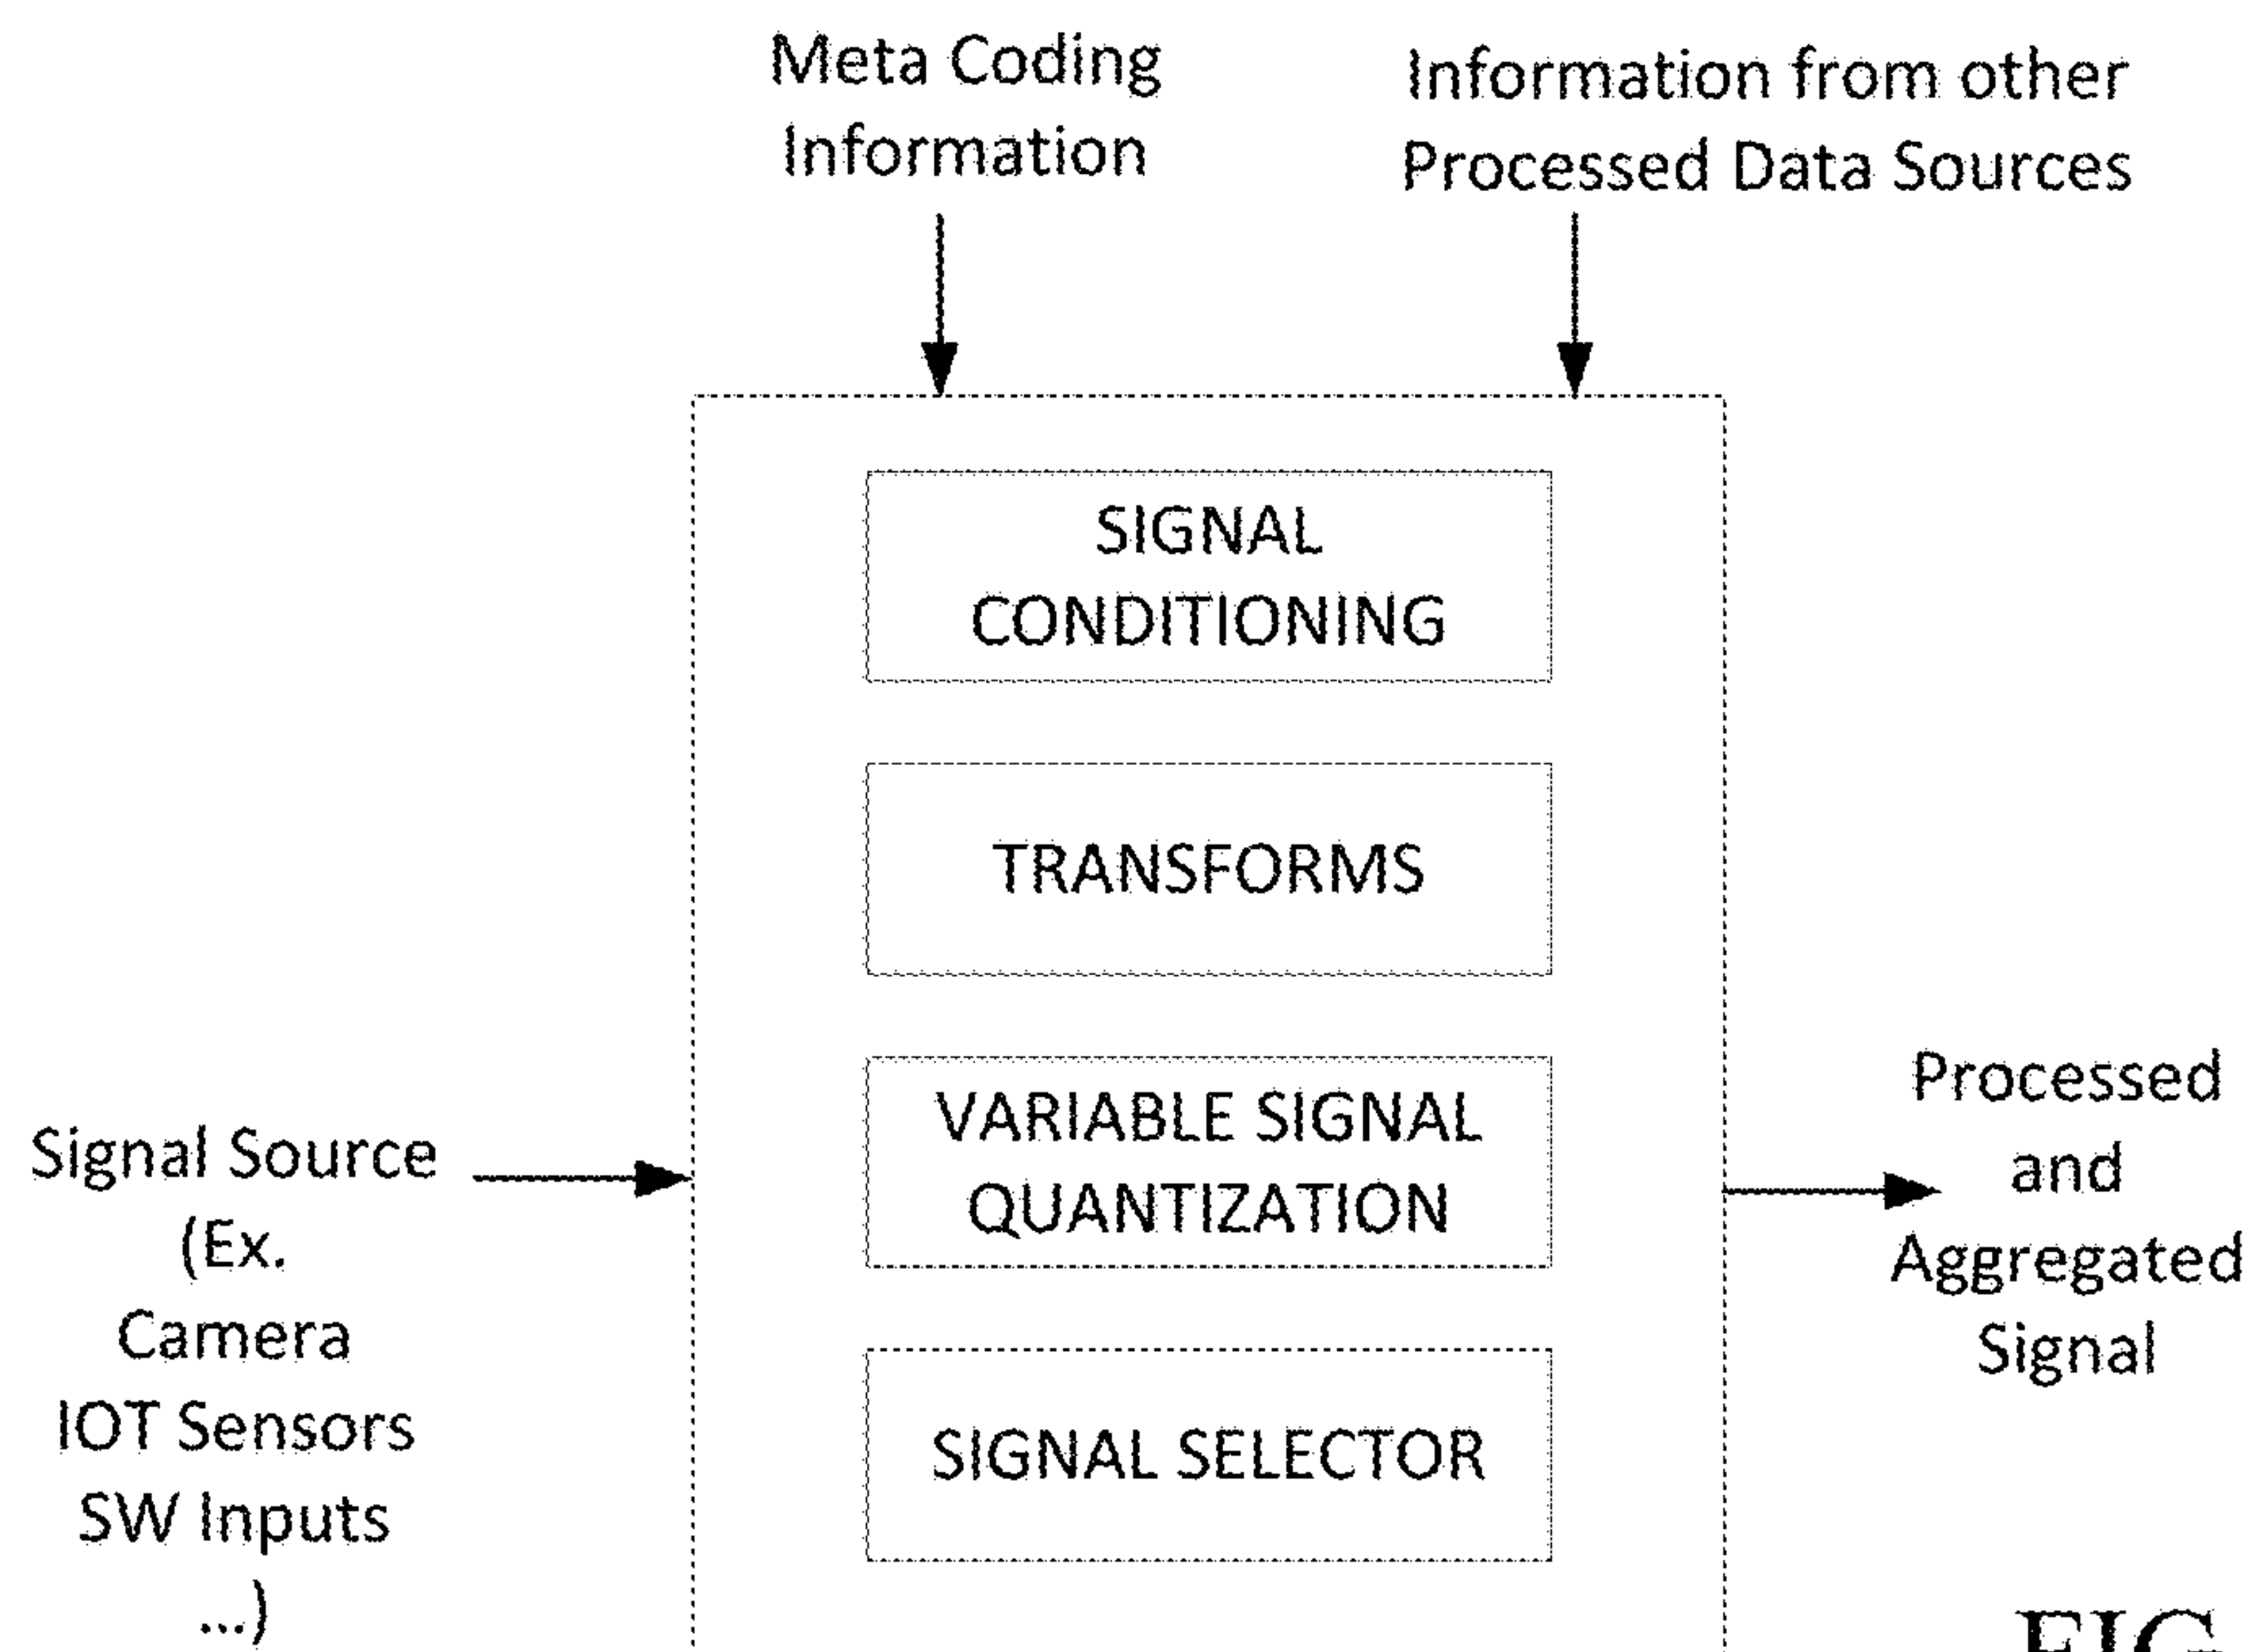 Meta Coding
Information
Information from other
Processed Data Sources
SIGNAL
CONDITIONING
TRANSFORMS
VARIABLE SIGNAL
QUANTIZATION
SIGNAL SELECTOR
Signal Source
(Ex.
Camera
IOT Sensors
SW Inputs
...)
Processed
and
Aggregated
Signal
FIG